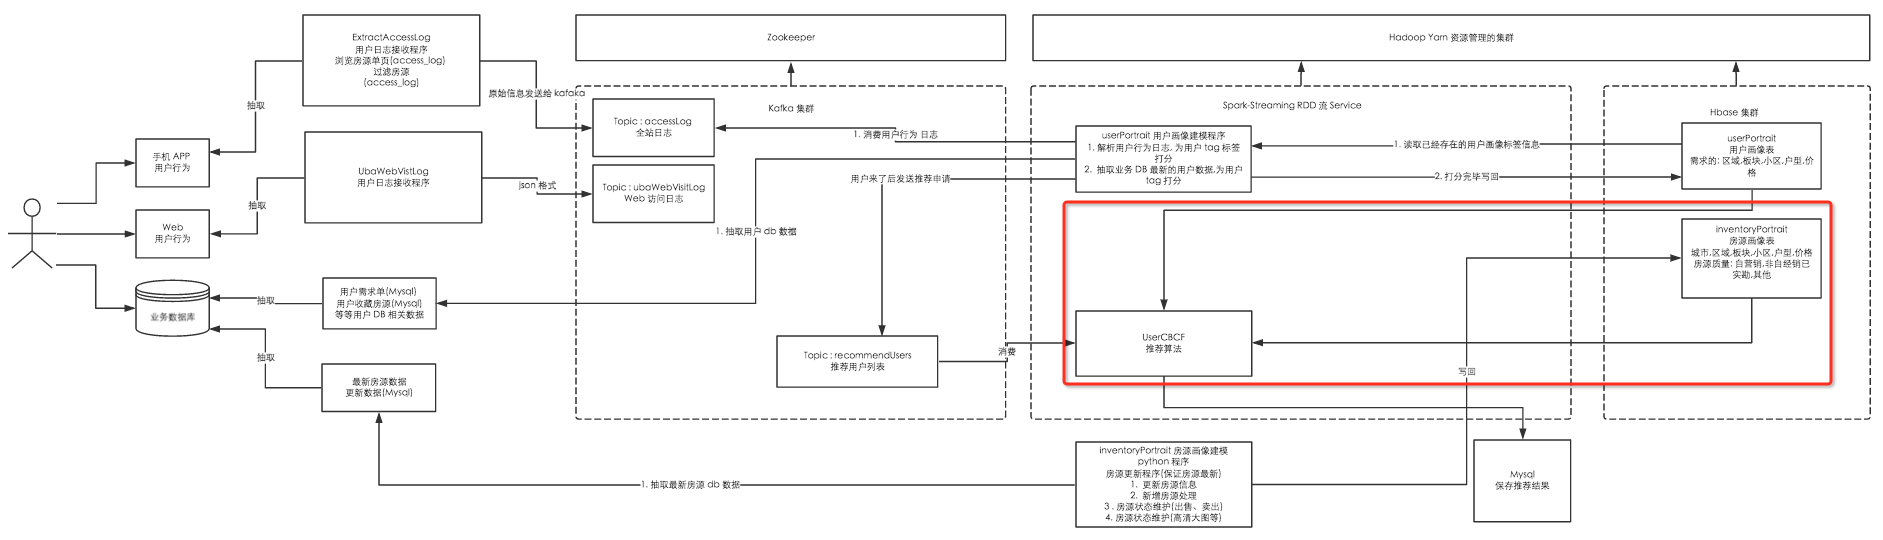 ExtractAccessLog
用户日志接收程序
浏览房源单页(access_log)
过滤房源
(access_log)
Zookeeper
Hadoop Yarn 资源管理的集群
抽取
原始信息发送给 kafaka
Kafka 集群
Topic : accessLog
全站日志
1. 消费用户行为 日志
Spark-Streaming RDD 流 Service
userPortrait 用户画像建模程序
1. 解析用户行为日志, 为用户 tag 标签
打分
2. 抽取业务 DB 最新的用户数据,为用户
tag 打分
1. 读取已经存在的用户画像标签信息
2. 打分完毕写回
Hbase 集群
userPortrait
用户画像表
需求的: 区域,板块,小区,户型,价
格
手机 APP
用户行为
UbaWebVistLog
用户日志接收程序
json 格式
Topic : ubaWebVisitLog
Web 访问日志
用户来了后发送推荐申请
抽取
Web
用户行为
1. 抽取用户 db 数据
inventoryPortrait
房源画像表
城市,区域,板块,小区,户型,价格
房源质量: 自营销,非自经销已
实勘,其他
业务数据库
抽取
用户需求单(Mysql)
用户收藏房源(Mysql)
等等用户 DB 相关数据
抽取
最新房源数据
更新数据(Mysql)
Topic : recommendUsers
推荐用户列表
消费
UserCBCF
推荐算法
写回
1. 抽取最新房源 db 数据
inventoryPortrait 房源画像建模
python 程序
房源更新程序(保证房源最新)
1. 更新房源信息
2. 新增房源处理
3 . 房源状态维护(出售、卖出)
4. 房源状态维护(高清大图等)
Mysql
保存推荐结果